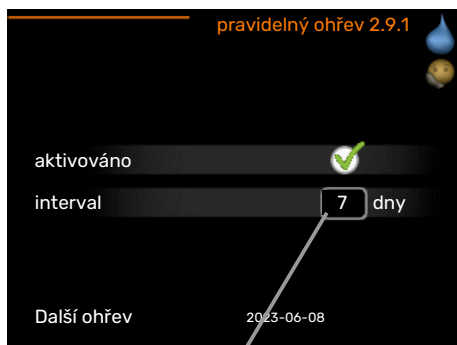 pravidelný ohřev 2.9.1
aktivováno
interval 7 dny
Další ohřev 2023-06-08